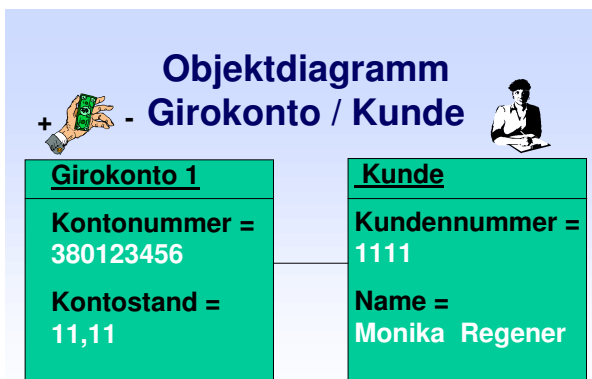 Objektdiagramm
+ - Girokonto / Kunde
Girokonto 1
Kontonummer =
380123456
Kontostand =
11,11
Kunde
Kundennummer =
1111
Name =
Monika Regener